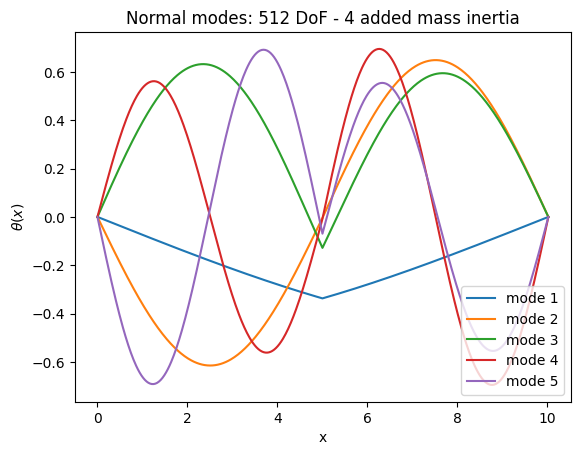 Normal modes: 512 DoF - 4 added mass inertia
θ(x)
0.6
0.4
0.2
0.0
−0.2
−0.4
−0.6
0
2
4
6
8
10
x
mode 1
mode 2
mode 3
mode 4
mode 5